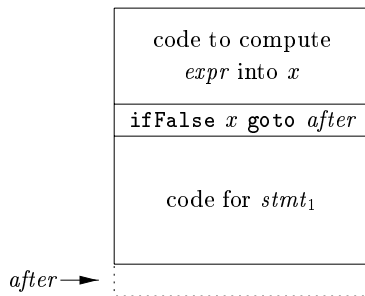 code to compute
expr into x
ifFalse x goto after
code for stmt₁
after